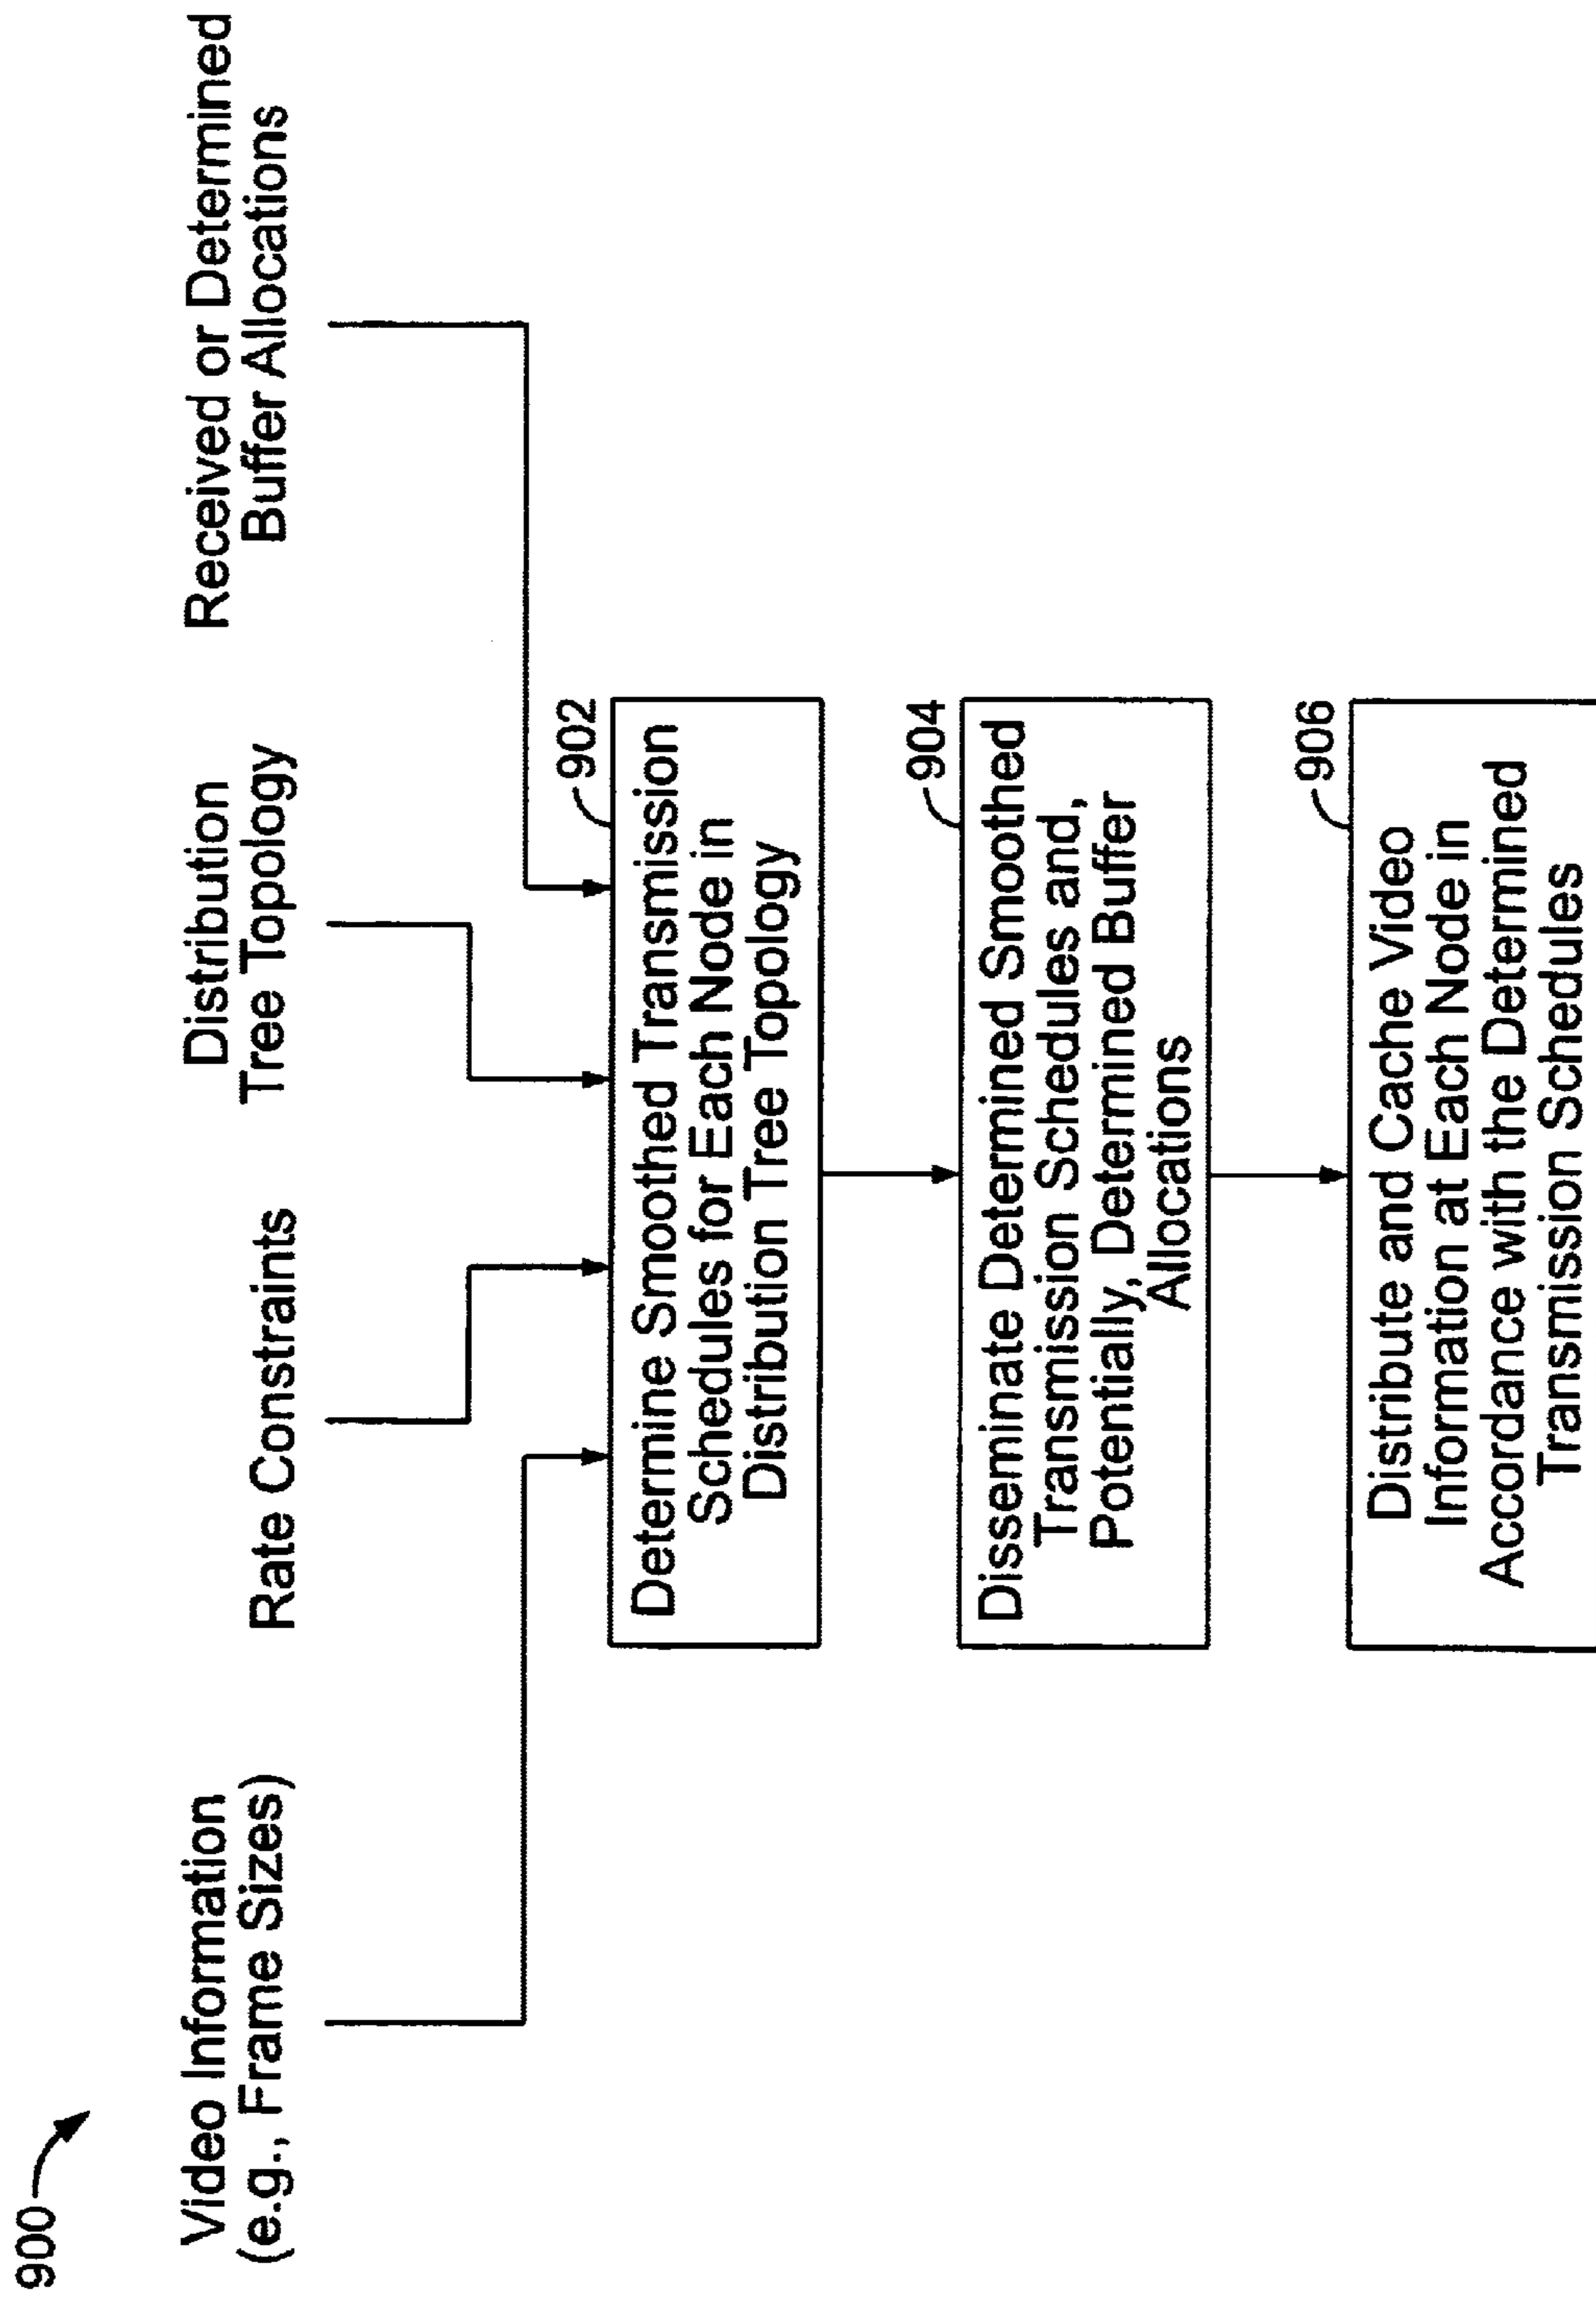 900
Video Information
(e.g., Frame Sizes)
Rate Constraints
Distribution
Tree Topology
Received or Determined
Buffer Allocations
902
Determine Smoothed Transmission
Schedules for Each Node in
Distribution Tree Topology
904
Disseminate Determined Smoothed
Transmission Schedules and,
Potentially, Determined Buffer
Allocations
906
Distribute and Cache Video
Information at Each Node in
Accordance with the Determined
Transmission Schedules